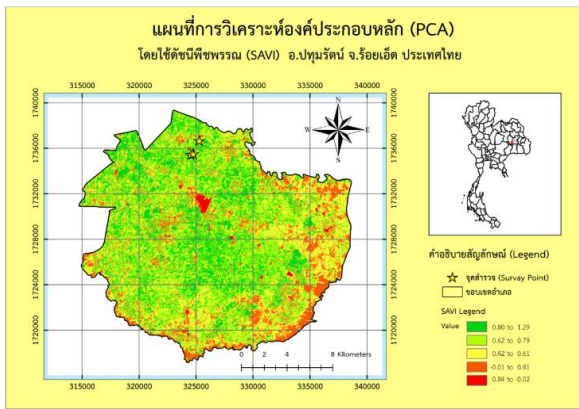 แผนที่การวิเคราะห์องค์ประกอบหลัก (PCA)
โดยใช้ดัชนีพืชพรรณ (SAVI) อ.ปทุมรัตน์ จ.ร้อยเอ็ด ประเทศไทย
315000 320000 325000 330000 335000 340000
1740000
1736000
1732000
1728000
1724000
1720000
N
W E
S
1740000
1736000
1732000
1728000
1724000
1720000
0 2 4 8 Kilometers
315000 320000 325000 330000 335000 340000
คำอธิบายสัญลักษณ์ (Legend)
จุดสำรวจ (Survay Point)
ขอบเขตอำเภอ
SAVI Legend
Value
0.80 to 1.29
0.62 to 0.79
0.42 to 0.61
-0.01 to 0.41
-0.84 to -0.02